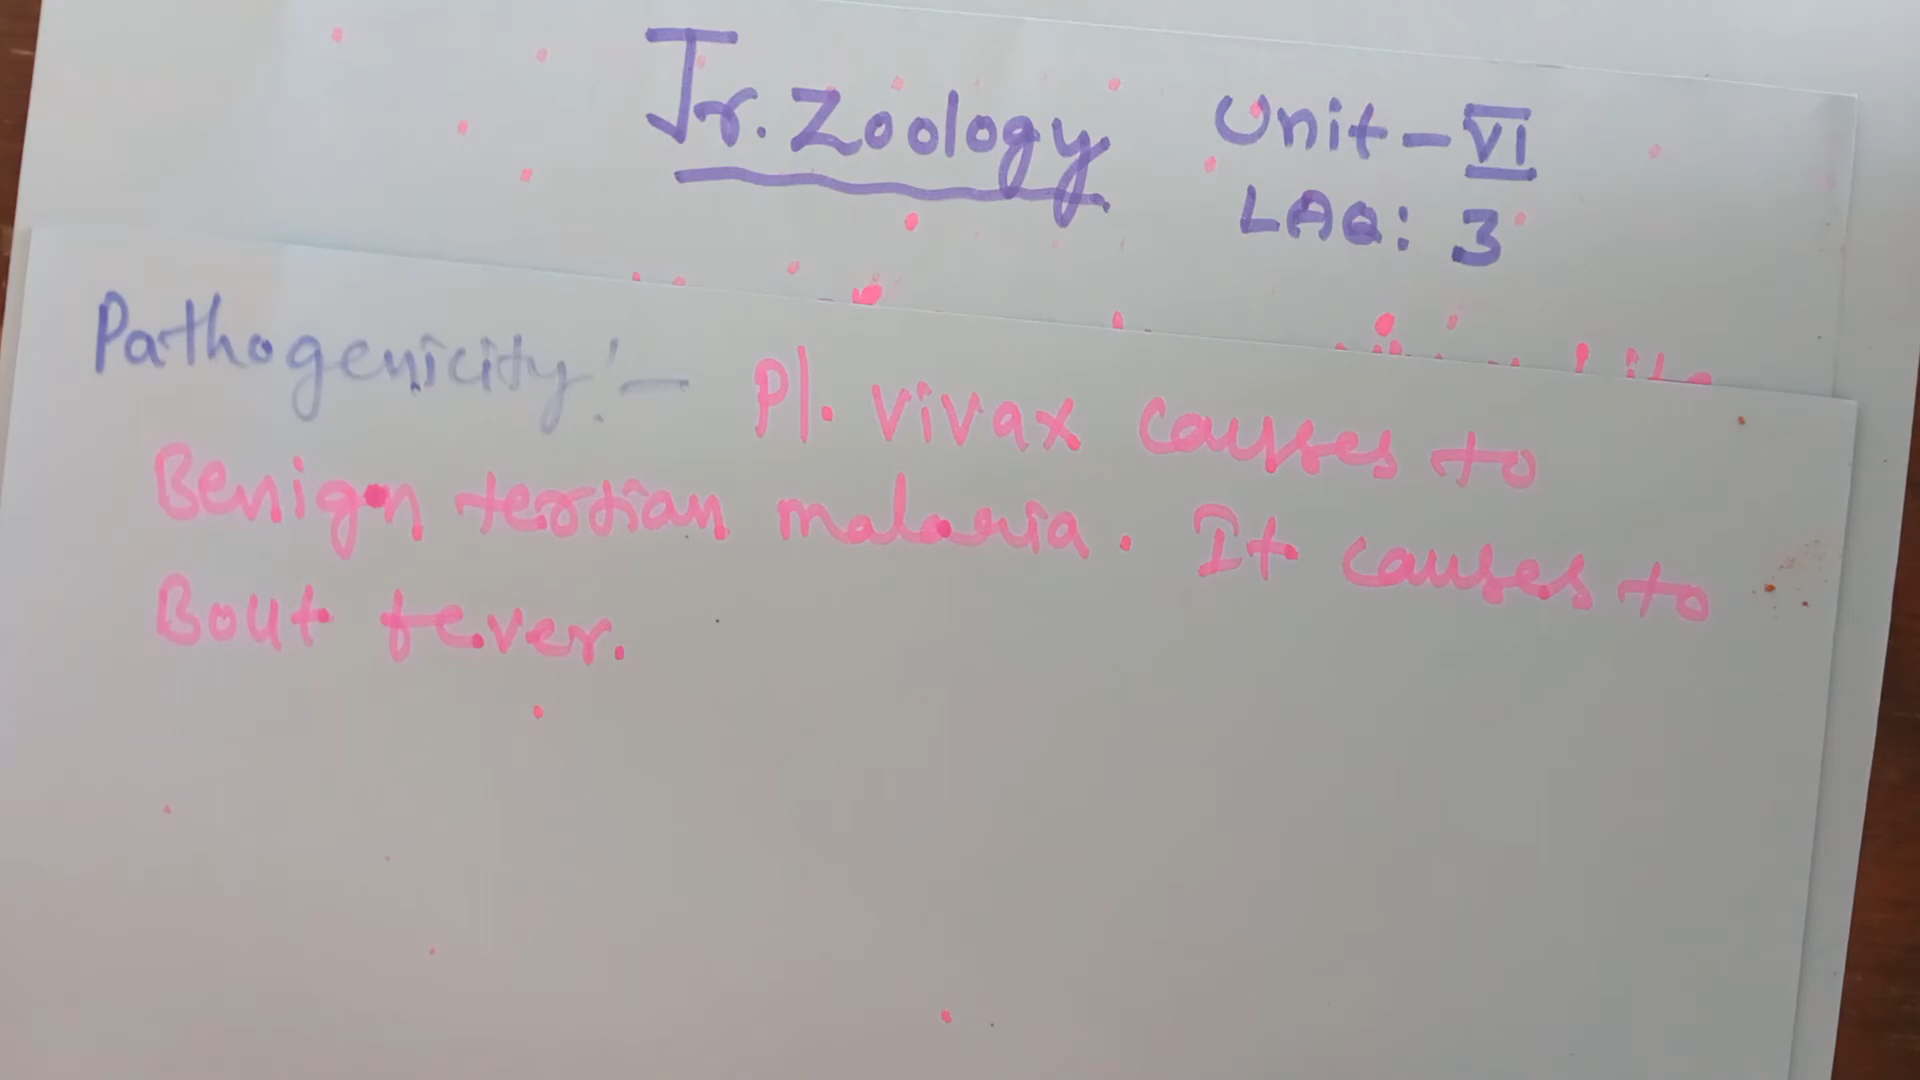 Jr. Zoology Unit - VI
LAQ: 3
Pathogenicity:- Pl. vivax causes to
Benign tertian malaria. It causes to
Bout fever.